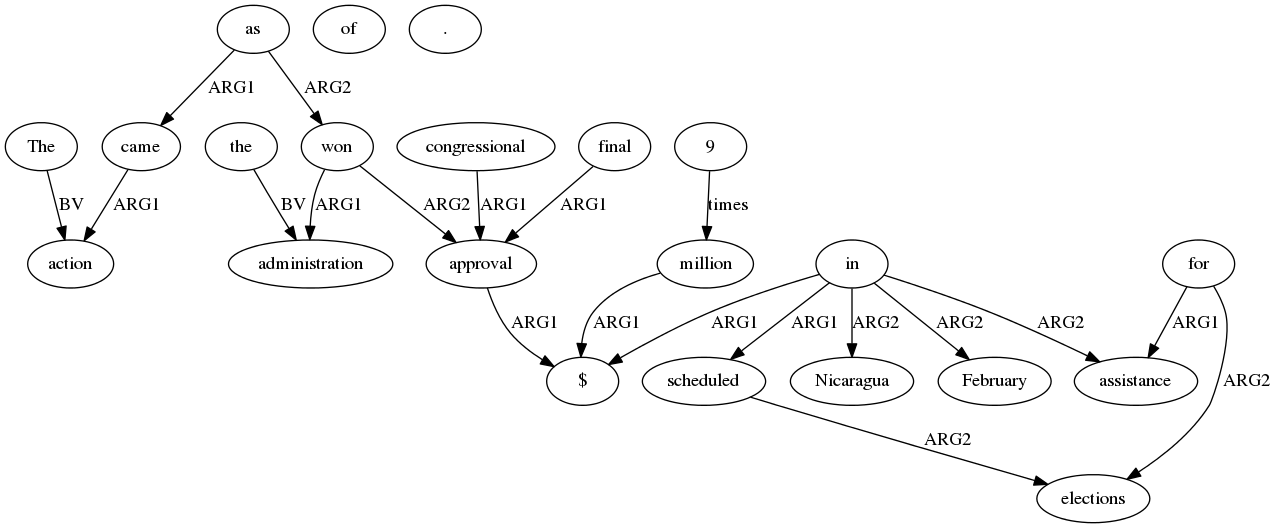 as of .
ARG1 ARG2
The came the won congressional final 9
BV ARG1 BV ARG1 ARG2 ARG1 ARG1 times
action administration approval million in for
ARG1 ARG1 ARG1 ARG1 ARG2 ARG2 ARG2 ARG1
$ scheduled Nicaragua February assistance ARG2
ARG2
elections